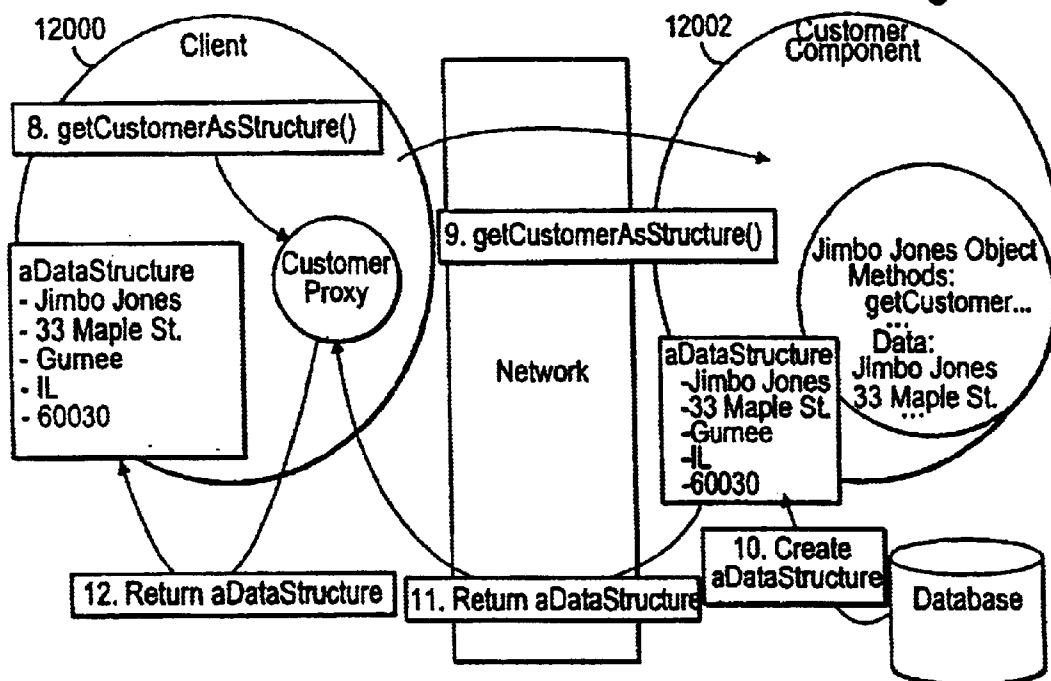 12000
Client
12002
Customer
Component
8. getCustomerAsStructure()
9. getCustomerAsStructure()
Customer
Proxy
aDataStructure
- Jimbo Jones
- 33 Maple St.
- Gurnee
- IL
- 60030
Network
Jimbo Jones Object
Methods:
getCustomer...
...
Data:
Jimbo Jones
33 Maple St.
...
aDataStructure
-Jimbo Jones
-33 Maple St.
-Gurnee
-IL
-60030
10. Create
aDataStructure
Database
11. Return aDataStructure
12. Return aDataStructure